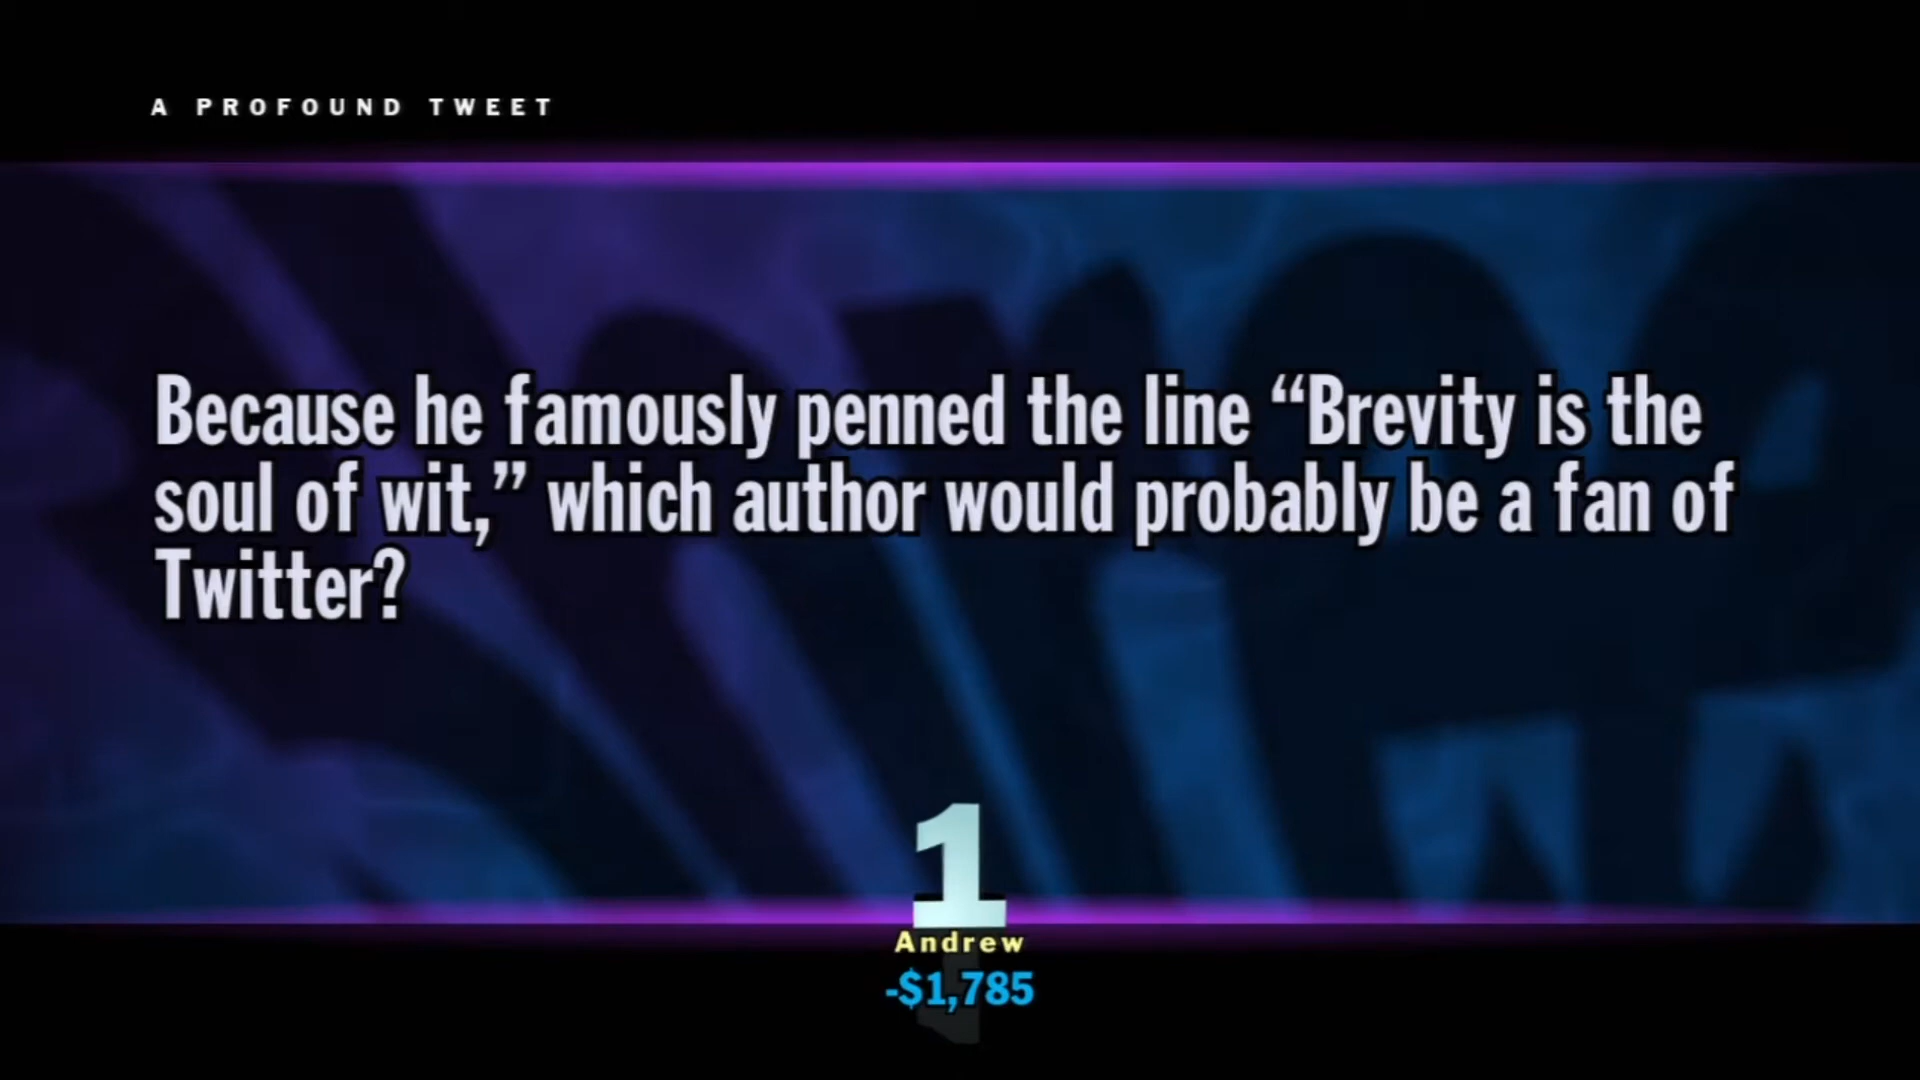 A PROFOUND TWEET
Because he famously penned the line “Brevity is the
soul of wit,” which author would probably be a fan of
Twitter?
1
Andrew
-$1,785